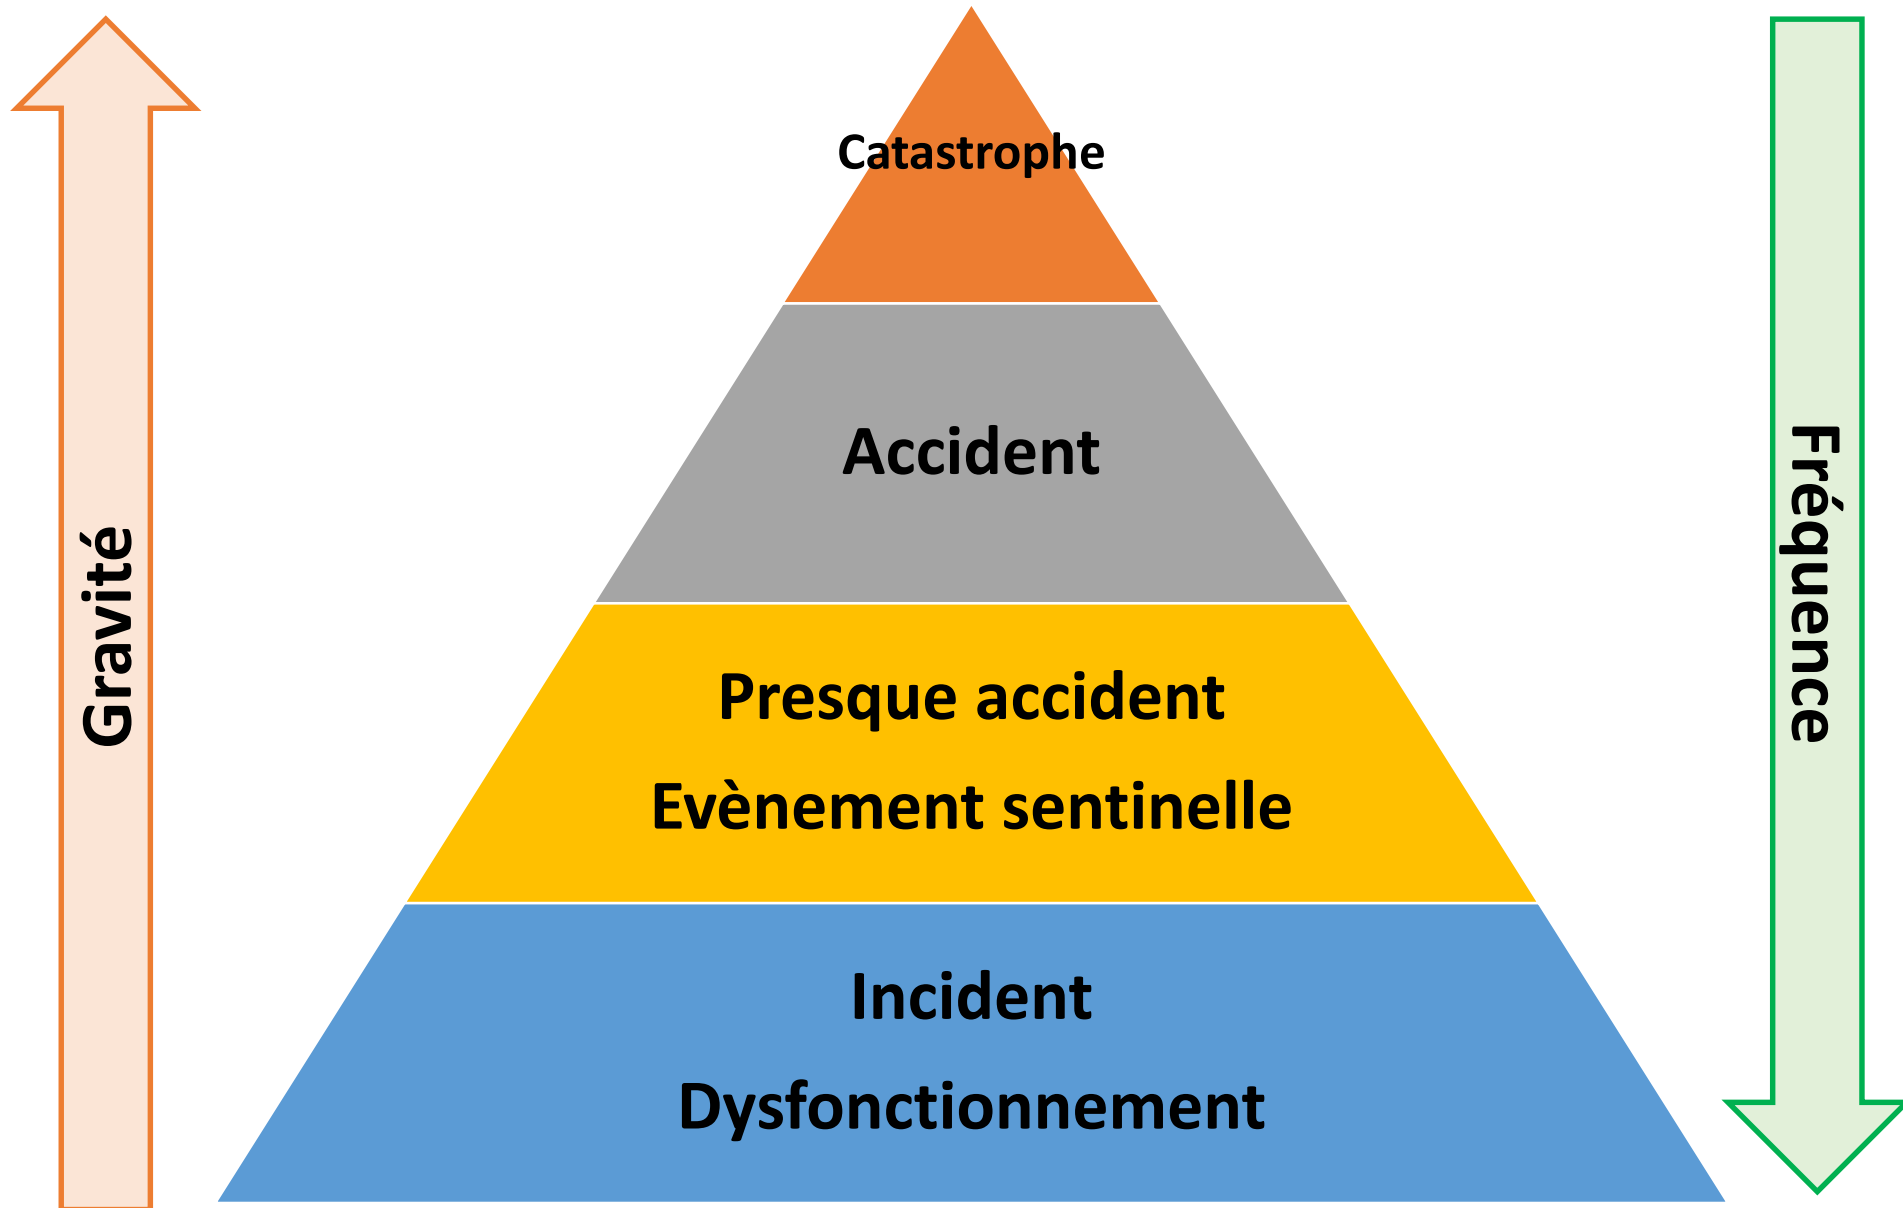 Catastrophe
Accident
Presque accident
Evènement sentinelle
Incident
Dysfonctionnement
Gravité
Fréquence